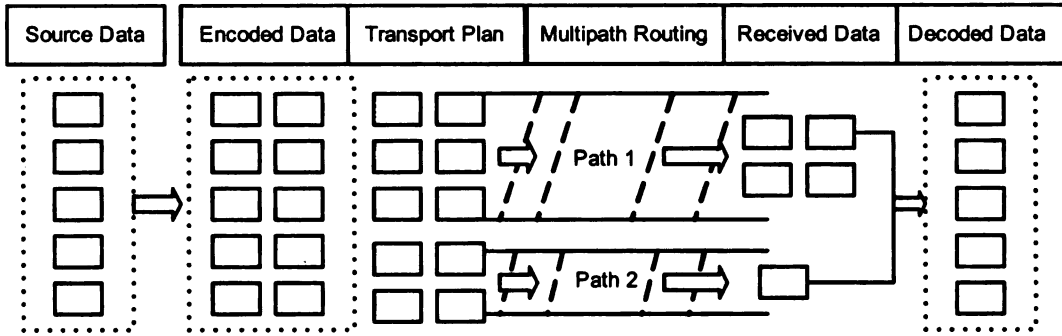 Source Data
Encoded Data
Transport Plan
Multipath Routing
Received Data
Decoded Data
Path 1
Path 2